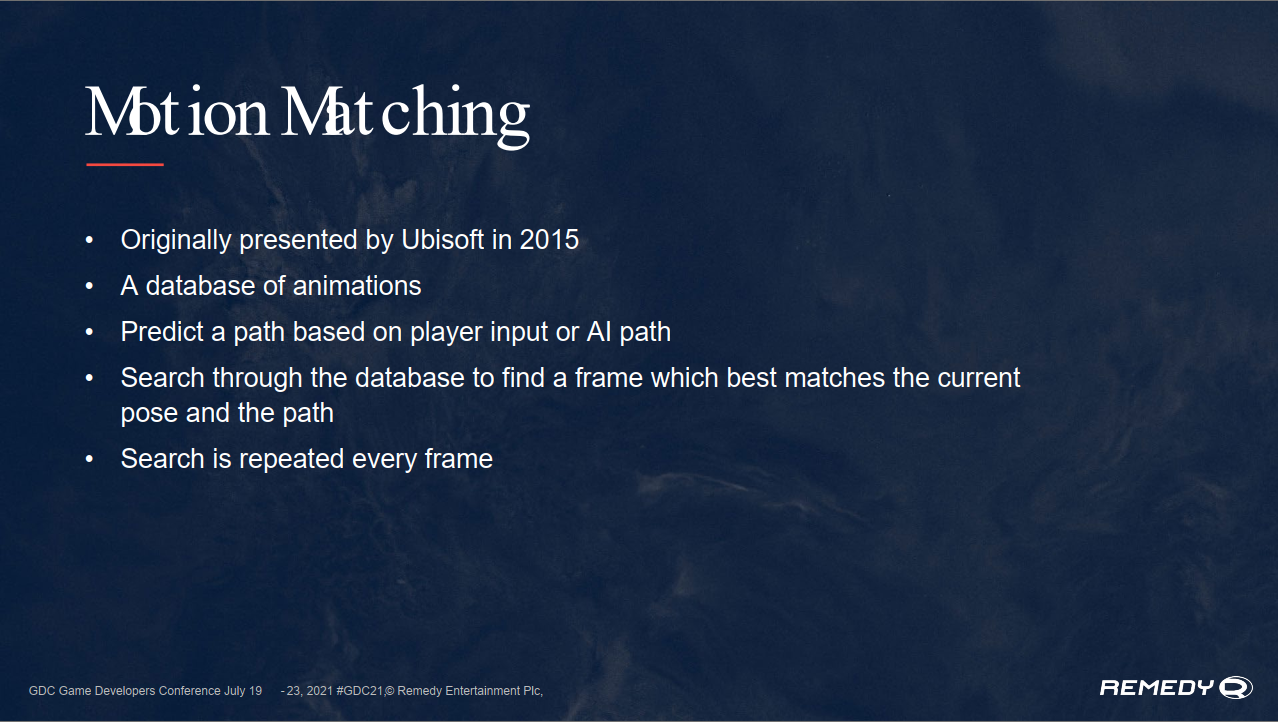 Motion Matching
• Originally presented by Ubisoft in 2015
• A database of animations
• Predict a path based on player input or AI path
• Search through the database to find a frame which best matches the current
pose and the path
• Search is repeated every frame
GDC Game Developers Conference July 19 - 23, 2021 #GDC21,© Remedy Entertainment Plc,
REMEDY